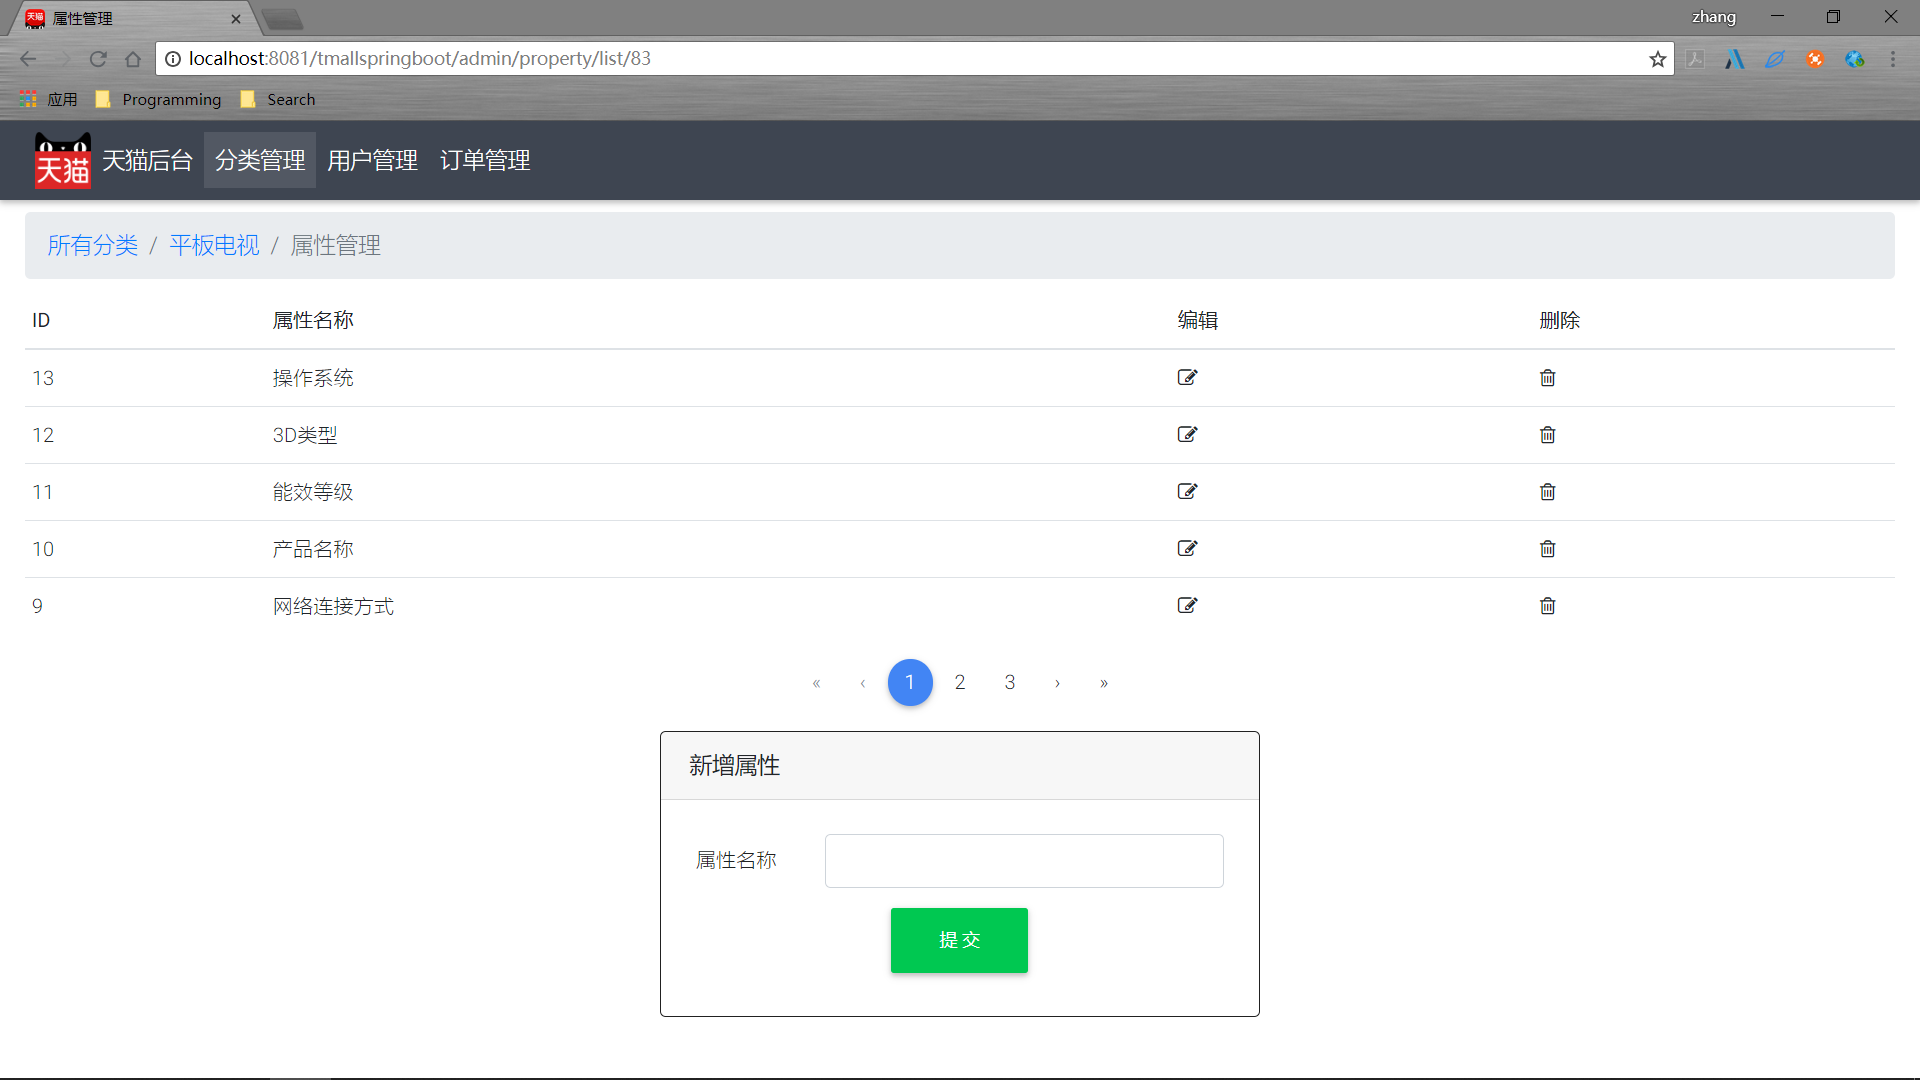 天猫 属性管理
zhang
localhost:8081/tmallspringboot/admin/property/list/83
应用 Programming Search
天猫 天猫后台 分类管理 用户管理 订单管理
所有分类 / 平板电视 / 属性管理
ID 属性名称 编辑 删除
13 操作系统
12 3D类型
11 能效等级
10 产品名称
9 网络连接方式
« ‹ 1 2 3 › »
新增属性
属性名称
提交